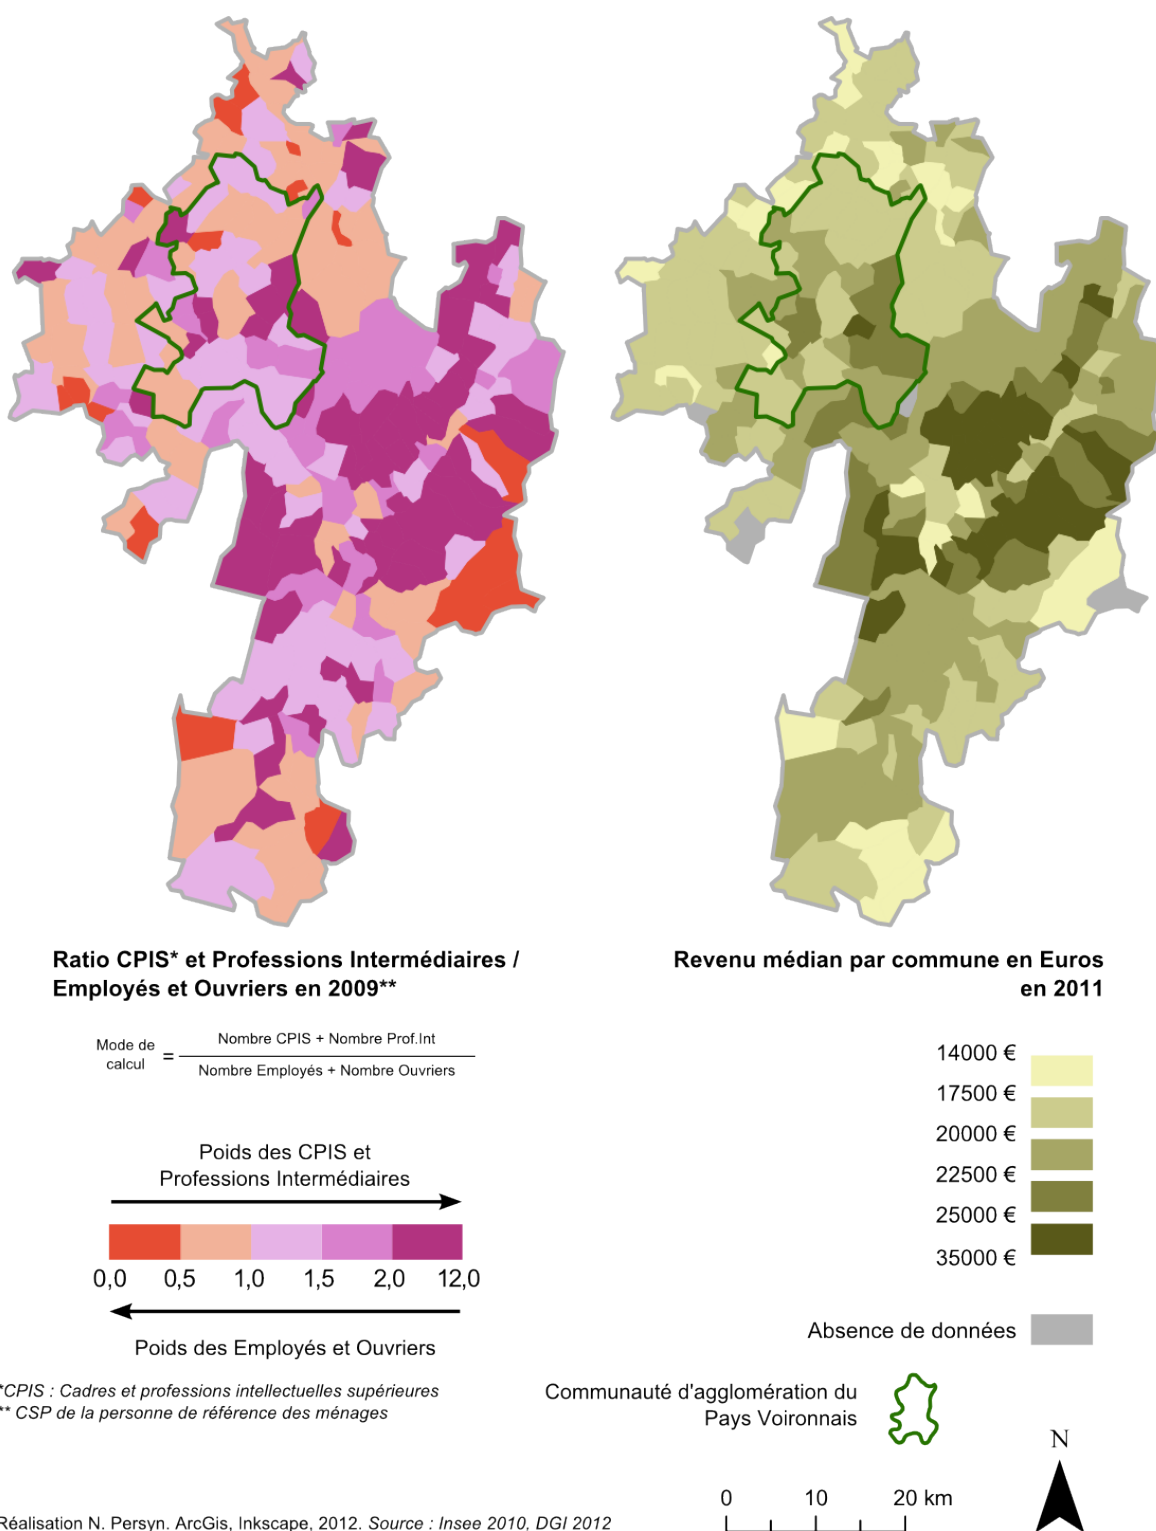 Ratio CPIS* et Professions Intermédiaires /
Employés et Ouvriers en 2009**
Mode de
calcul
=
Nombre CPIS + Nombre Prof.Int
Nombre Employés + Nombre Ouvriers
Poids des CPIS et
Professions Intermédiaires
0,0 0,5 1,0 1,5 2,0 12,0
Poids des Employés et Ouvriers
*CPIS : Cadres et professions intellectuelles supérieures
** CSP de la personne de référence des ménages
Revenu médian par commune en Euros
en 2011
14000 €
17500 €
20000 €
22500 €
25000 €
35000 €
Absence de données
Communauté d'agglomération du
Pays Voironnais
N
0 10 20 km
Réalisation N. Persyn. ArcGis, Inkscape, 2012. Source : Insee 2010, DGI 2012